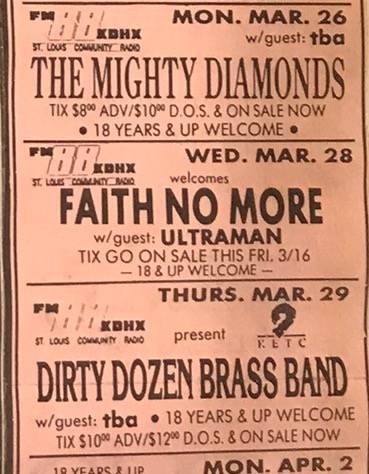 MON. MAR. 26
FM 88 KDHX
w/guest: tba
ST. LOUIS COMMUNITY RADIO
THE MIGHTY DIAMONDS
TIX $8⁰⁰ ADV/$10⁰⁰ D.O.S. & ON SALE NOW
• 18 YEARS & UP WELCOME •
FM 88 KDHX
WED. MAR. 28
ST. LOUIS COMMUNITY RADIO
welcomes
FAITH NO MORE
w/guest: ULTRAMAN
TIX GO ON SALE THIS FRI. 3/16
— 18 & UP WELCOME —
THURS. MAR. 29
FM 88 KDHX
ST. LOUIS COMMUNITY RADIO
present
9
KETC
DIRTY DOZEN BRASS BAND
w/guest: tba • 18 YEARS & UP WELCOME
TIX $10⁰⁰ ADV/$12⁰⁰ D.O.S. & ON SALE NOW
18 YEARS & UP
MON. APR. 2